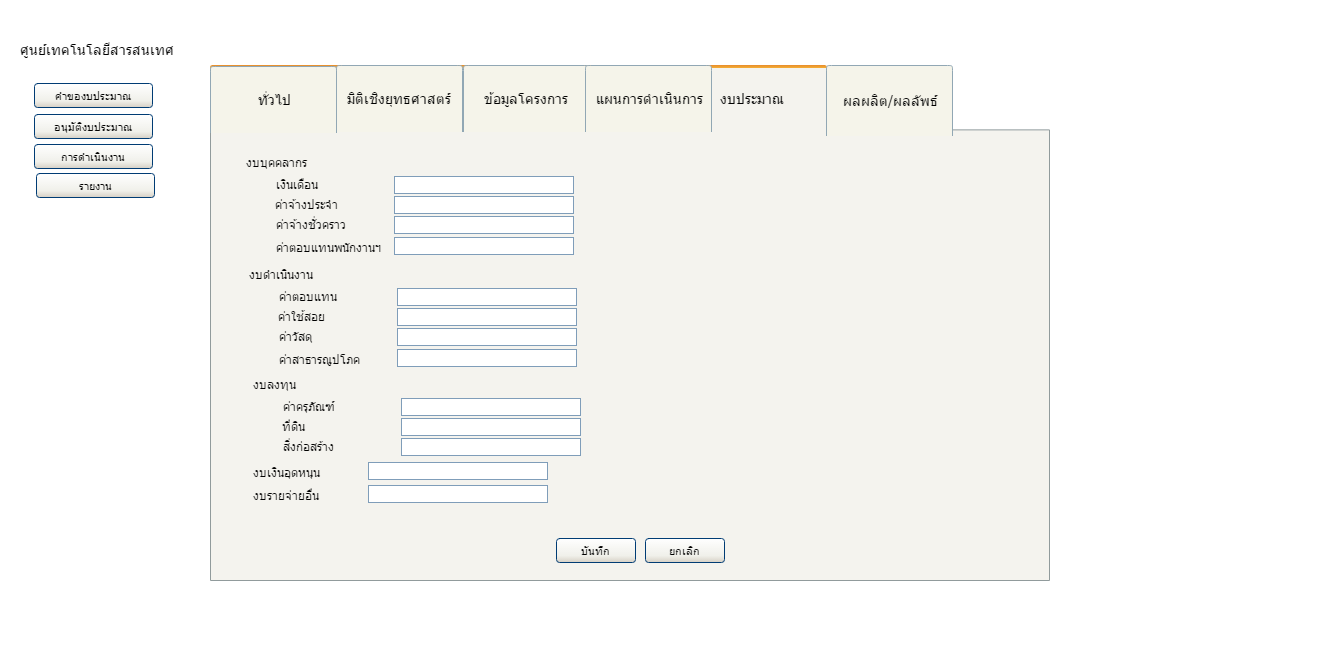 ศูนย์เทคโนโลยีสารสนเทศ
คำของบประมาณ
อนุมัติงบประมาณ
การดำเนินงาน
รายงาน
ทั่วไป
มิติเชิงยุทธศาสตร์
ข้อมูลโครงการ
แผนการดำเนินการ
งบประมาณ
ผลผลิต/ผลลัพธ์
งบบุคคลากร
เงินเดือน
ค่าจ้างประจำ
ค่าจ้างชั่วคราว
ค่าตอบแทนพนักงานฯ
งบดำเนินงาน
ค่าตอบแทน
ค่าใช้สอย
ค่าวัสดุ
ค่าสาธารณูปโภค
งบลงทุน
ค่าครุภัณฑ์
ที่ดิน
สิ่งก่อสร้าง
งบเงินอุดหนุน
งบรายจ่ายอื่น
บันทึก
ยกเลิก